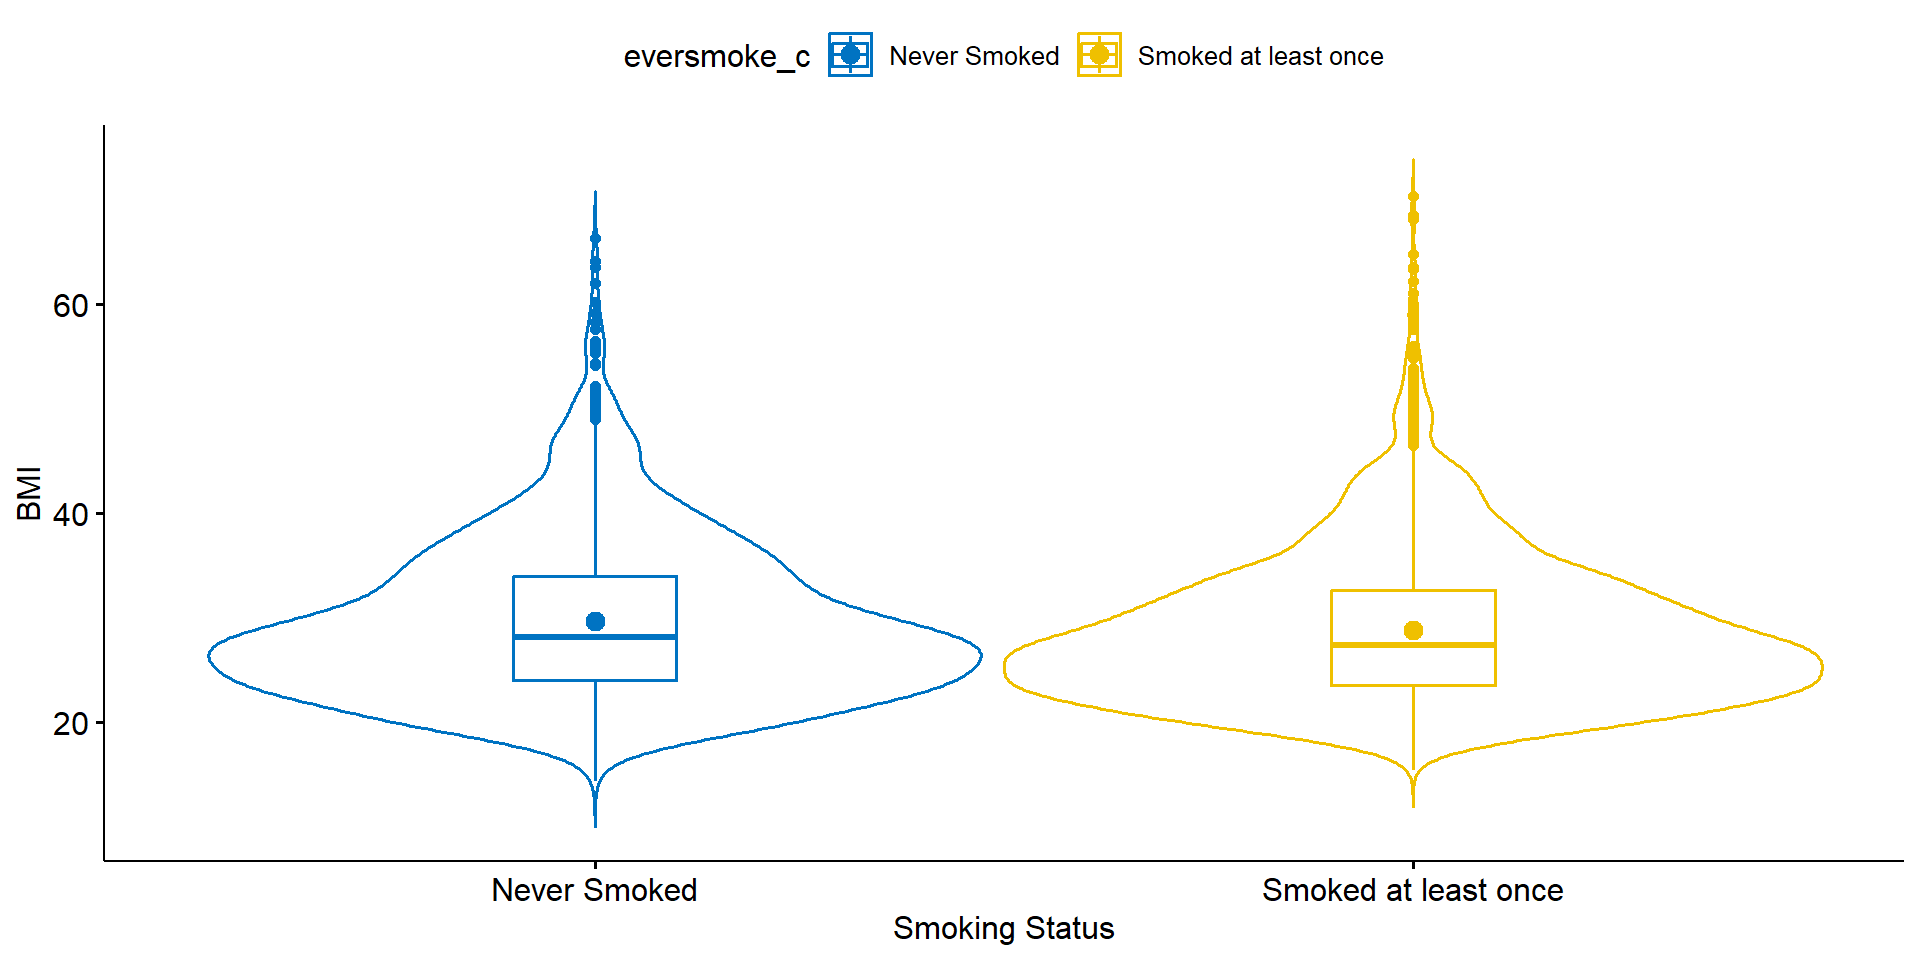 eversmoke_c Never Smoked Smoked at least once
60
40
20
BMI
Never Smoked Smoked at least once
Smoking Status